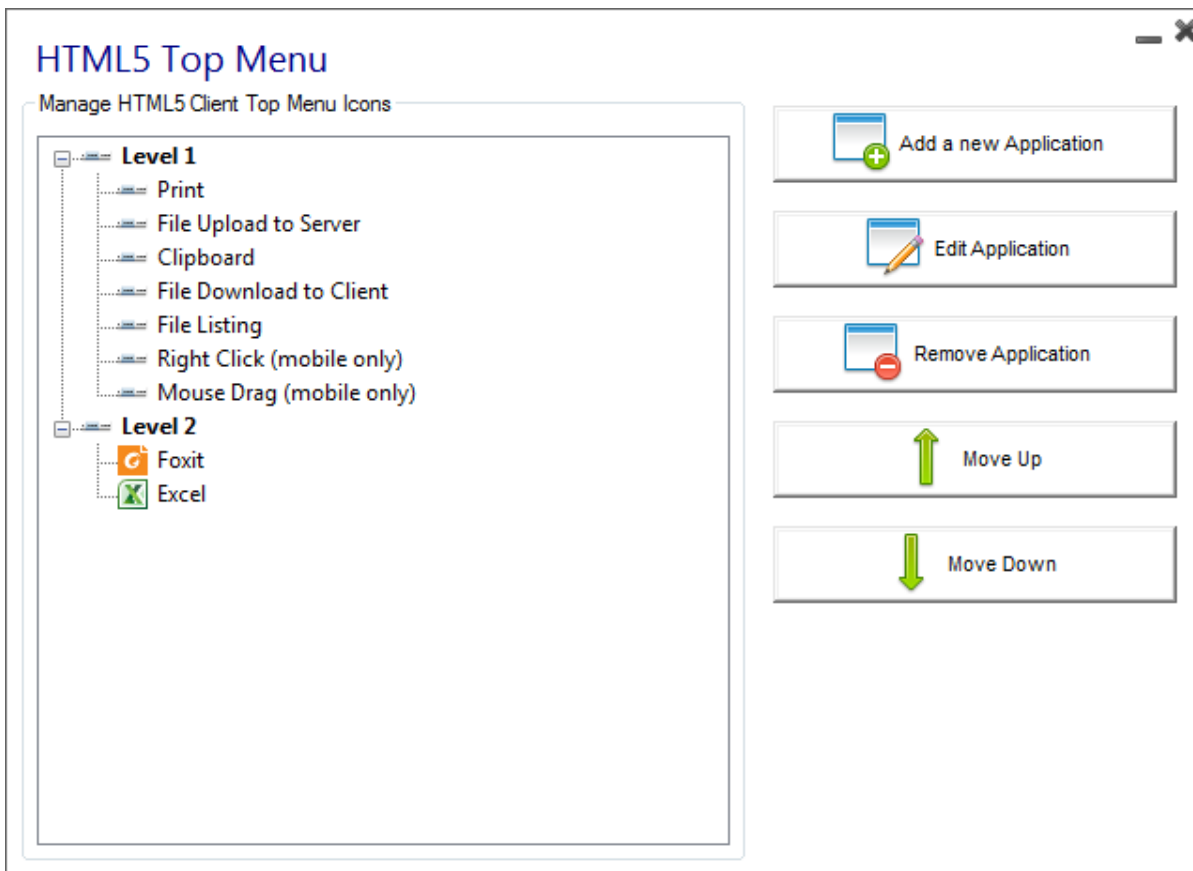 HTML5 Top Menu
Manage HTML5 Client Top Menu Icons
Level 1
Print
File Upload to Server
Clipboard
File Download to Client
File Listing
Right Click (mobile only)
Mouse Drag (mobile only)
Level 2
Foxit
Excel
Add a new Application
Edit Application
Remove Application
Move Up
Move Down